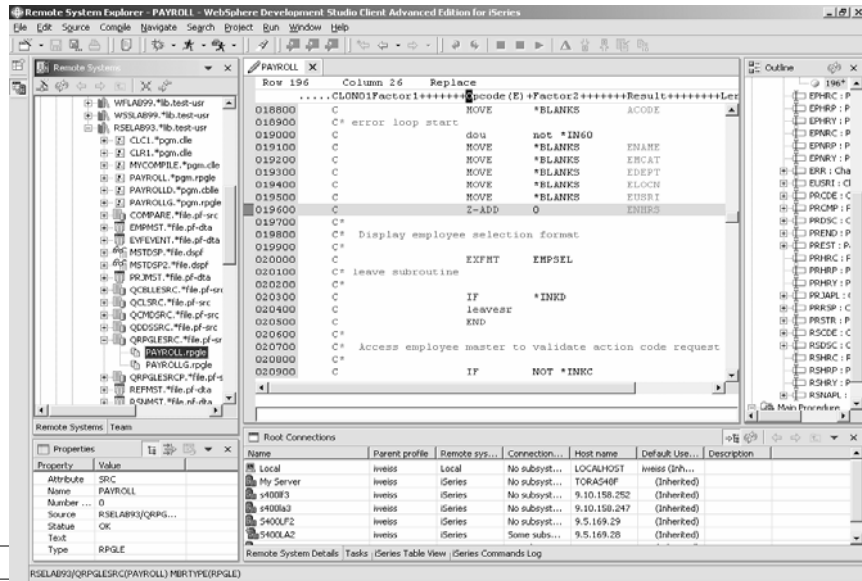 Remote System Explorer - PAYROLL - WebSphere Development Studio Client Advanced Edition for iSeries
File Edit Source Compile Navigate Search Project Run Window Help
Remote Systems
WFLAB99.*lib.test-usr
WSSLAB99.*lib.test-usr
RSELAB93.*lib.test-usr
CLC1.*pgm.cle
CLR1.*pgm.cle
MYCOMPILE.*pgm.cle
PAYROLL.*pgm.rpgle
PAYROLLD.*pgm.cblle
PAYROLLG.*pgm.rpgle
COMPARE.*file.pf-src
EMPMST.*file.pf-dta
EVFEVENT.*file.pf-dta
MSTDSP.*file.dspf
MSTDSP2.*file.dspf
PRJMST.*file.pf-dta
QCBLLESRC.*file.pf-sr
QCLSRC.*file.pf-src
QCMDSRC.*file.pf-src
QDDSSRC.*file.pf-src
QRPGLESRC.*file.pf-sr
PAYROLL.rpgle
PAYROLLG.rpgle
QRPGLESRCP.*file.pf-s
REFMST.*file.pf-dta
RSNMST.*file.pf-dta
Remote Systems Team
PAYROLL X
Row 196 Column 26 Replace
.....CL0N01Factor1+++++++Opcode(E)+Factor2+++++++Result++++++++Len
018800 C MOVE *BLANKS ACODE
018900 C* error loop start
019000 C dou not *IN60
019100 C MOVE *BLANKS ENAME
019200 C MOVE *BLANKS EMCAT
019300 C MOVE *BLANKS EDEPT
019400 C MOVE *BLANKS ELOCN
019500 C MOVE *BLANKS EUSRI
019600 C Z-ADD 0 ENHRS
019700 C*
019800 C* Display employee selection format
019900 C*
020000 C EXFMT EMPSEL
020100 C* leave subroutine
020200 C*
020300 C IF *INKD
020400 C leavesr
020500 C END
020600 C*
020700 C* Access employee master to validate action code request
020800 C*
020900 C IF NOT *INKC
Outline
196*
EPHRC : P
EPHRP : P
EPHRY : P
EPNRC : P
EPNRP : P
EPNRY : P
ERR : Cha
EUSRI : Cl
PRCDE : C
PRCMP : F
PRDSC : C
PREND : P
PREST : P
PRHRC : F
PRHRP : P
PRHRY : P
PRJAPL : (
PRRSP : C
PRSTR : P
RSCDE : C
RSDSC : C
RSHRC : F
RSHRP : P
RSHRY : P
RSNAPL :
Main Procedure
Properties
Property Value
Attribute SRC
Name PAYROLL
Number ... 0
Source RSELAB93/QRPG...
Status OK
Text
Type RPGLE
Root Connections
Name Parent profile Remote sys... Connection... Host name Default Use... Description
Local iweiss Local No subsyst... LOCALHOST iweiss (Inh...
My Server iweiss iSeries No subsyst... TORAS40F (Inherited)
s400lf3 iweiss iSeries No subsyst... 9.10.158.252 (Inherited)
s400la3 iweiss iSeries No subsyst... 9.10.158.247 (Inherited)
S400LF2 iweiss iSeries No subsyst... 9.5.169.29 (Inherited)
S400LA2 iweiss iSeries Some subs... 9.5.169.28 (Inherited)
Remote System Details Tasks iSeries Table View iSeries Commands Log
RSELAB93/QRPGLESRC(PAYROLL) MBRTYPE(RPGLE)